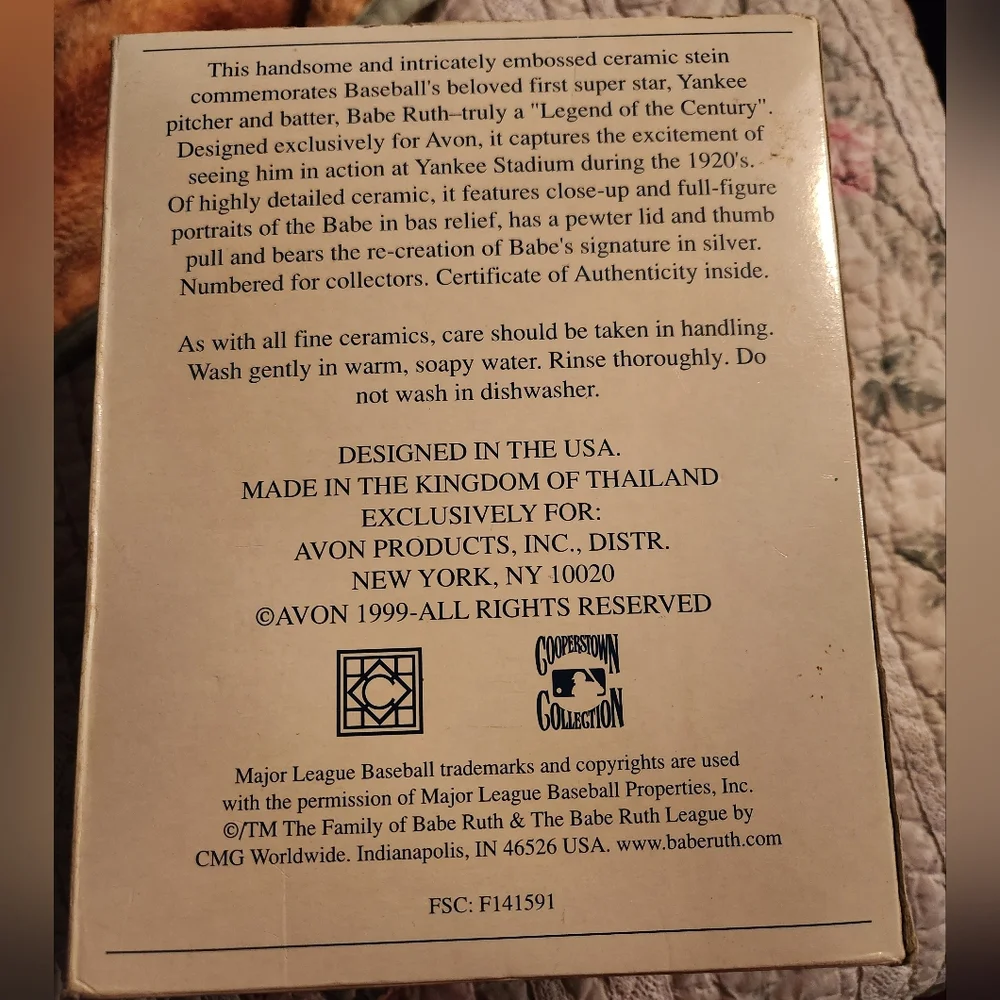 This handsome and intricately embossed ceramic stein
commemorates Baseball's beloved first super star, Yankee
pitcher and batter, Babe Ruth–truly a "Legend of the Century".
Designed exclusively for Avon, it captures the excitement of
seeing him in action at Yankee Stadium during the 1920's.
Of highly detailed ceramic, it features close-up and full-figure
portraits of the Babe in bas relief, has a pewter lid and thumb
pull and bears the re-creation of Babe's signature in silver.
Numbered for collectors. Certificate of Authenticity inside.
As with all fine ceramics, care should be taken in handling.
Wash gently in warm, soapy water. Rinse thoroughly. Do
not wash in dishwasher.
DESIGNED IN THE USA.
MADE IN THE KINGDOM OF THAILAND
EXCLUSIVELY FOR:
AVON PRODUCTS, INC., DISTR.
NEW YORK, NY 10020
©AVON 1999-ALL RIGHTS RESERVED
C
COOPERSTOWN
COLLECTION
Major League Baseball trademarks and copyrights are used
with the permission of Major League Baseball Properties, Inc.
©/TM The Family of Babe Ruth & The Babe Ruth League by
CMG Worldwide. Indianapolis, IN 46526 USA. www.baberuth.com
FSC: F141591